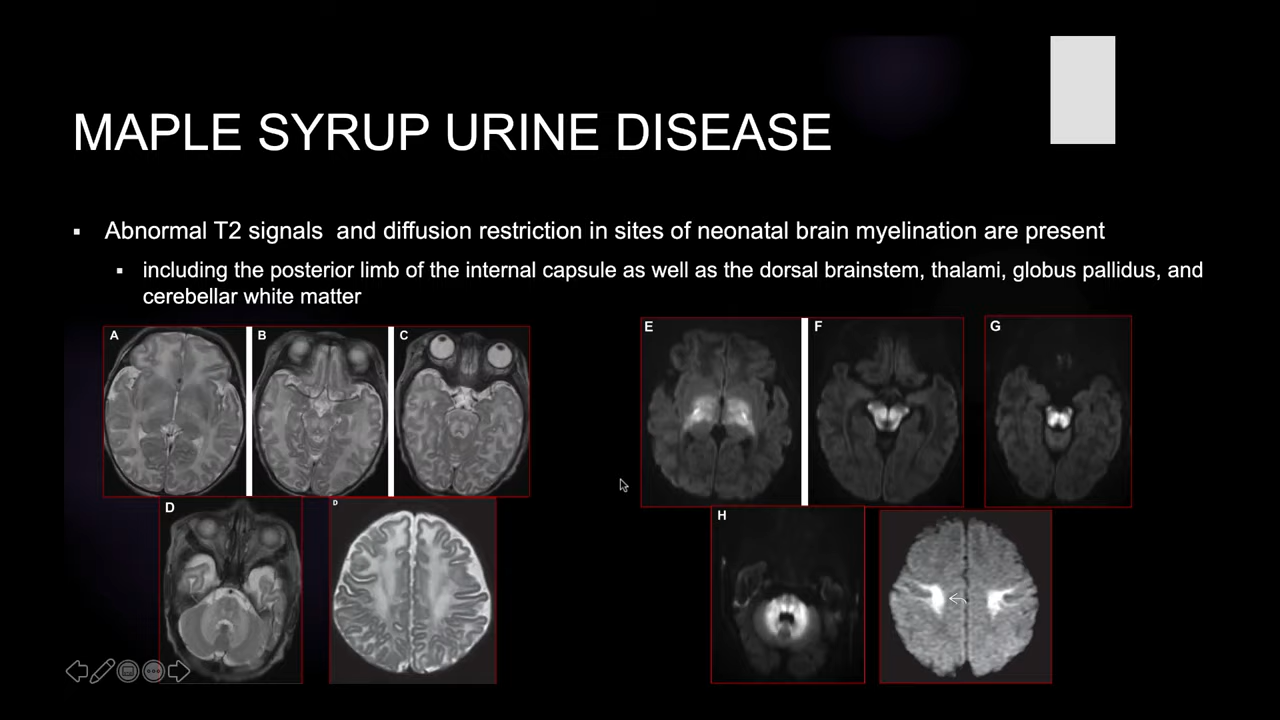 MAPLE SYRUP URINE DISEASE
▪ Abnormal T2 signals and diffusion restriction in sites of neonatal brain myelination are present
▪ including the posterior limb of the internal capsule as well as the dorsal brainstem, thalami, globus pallidus, and
cerebellar white matter
A
B
C
E
F
G
D
D
H